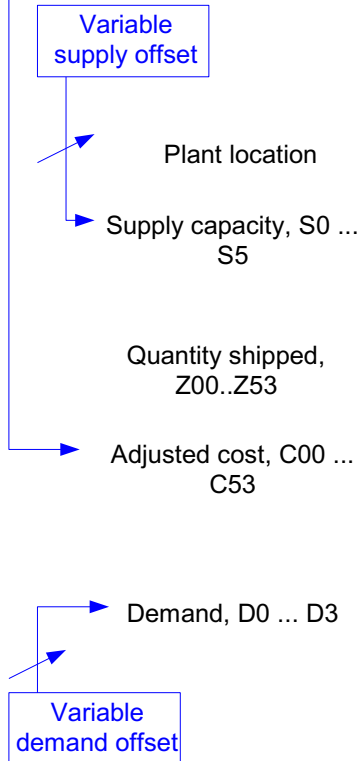 Variable
supply offset
Plant location
Supply capacity, S0 ...
S5
Quantity shipped,
Z00..Z53
Adjusted cost, C00 ...
C53
Demand, D0 ... D3
Variable
demand offset